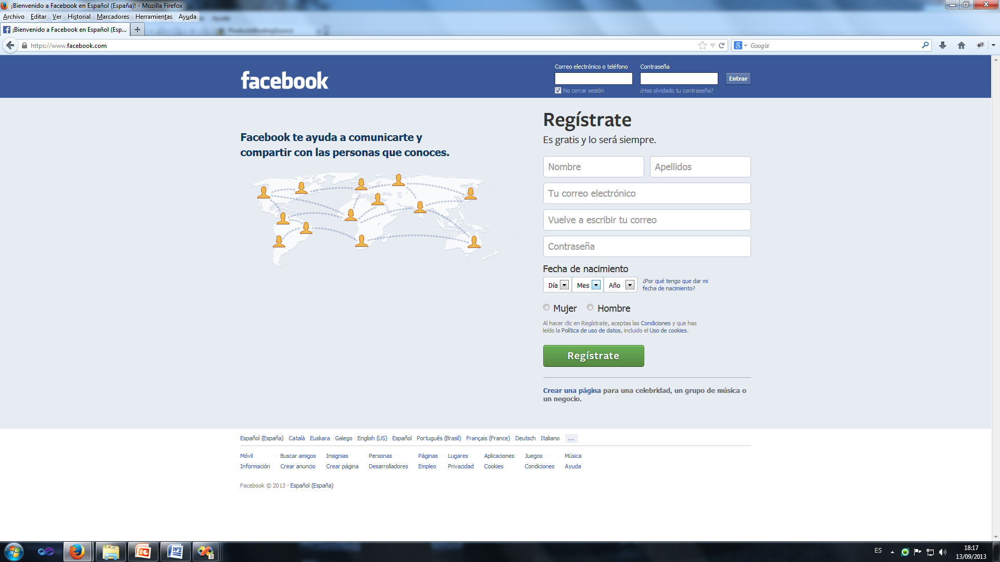 ¡Bienvenido a Facebook en Español (España)! - Mozilla Firefox
Archivo Editar Ver Historial Marcadores Herramientas Ayuda
¡Bienvenido a Facebook en Español (Esp...
https://www.facebook.com
Google
facebook
Correo electrónico o teléfono
Contraseña
Entrar
No cerrar sesión
¿Has olvidado tu contraseña?
Facebook te ayuda a comunicarte y
compartir con las personas que conoces.
Regístrate
Es gratis y lo será siempre.
Nombre
Apellidos
Tu correo electrónico
Vuelve a escribir tu correo
Contraseña
Fecha de nacimiento
Día Mes Año
¿Por qué tengo que dar mi
fecha de nacimiento?
Mujer Hombre
Al hacer clic en Regístrate, aceptas las Condiciones y que has
leído la Política de uso de datos, incluido el Uso de cookies.
Regístrate
Crear una página para una celebridad, un grupo de música o
un negocio.
Español (España) Català Euskara Galego English (US) Español Português (Brasil) Français (France) Deutsch Italiano ...
Móvil Buscar amigos Insignias Personas Páginas Lugares Aplicaciones Juegos Música
Información Crear anuncio Crear página Desarrolladores Empleo Privacidad Cookies Condiciones Ayuda
Facebook © 2013 · Español (España)
ES
18:17
13/09/2013